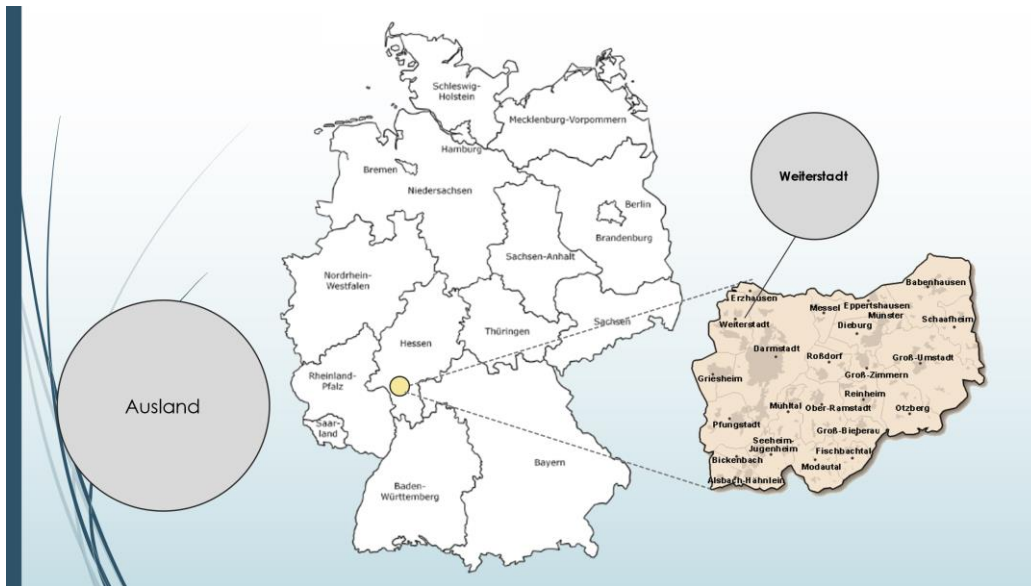 Schleswig-
Holstein
Mecklenburg-Vorpommern
Hamburg
Bremen
Niedersachsen
Berlin
Brandenburg
Sachsen-Anhalt
Nordrhein-
Westfalen
Hessen
Thüringen
Sachsen
Rheinland-
Pfalz
Saar-
land
Bayern
Baden-
Württemberg
Ausland
Weiterstadt
Babenhausen
Erzhausen
Messel
Eppertshausen
Münster
Schaafheim
Weiterstadt
Dieburg
Darmstadt
Roßdorf
Groß-Umstadt
Griesheim
Groß-Zimmern
Reinheim
Mühltal
Ober-Ramstadt
Otzberg
Pfungstadt
Groß-Bieberau
Seeheim-
Jugenheim
Fischbachtal
Bickenbach
Modautal
Alsbach-Hähnlein